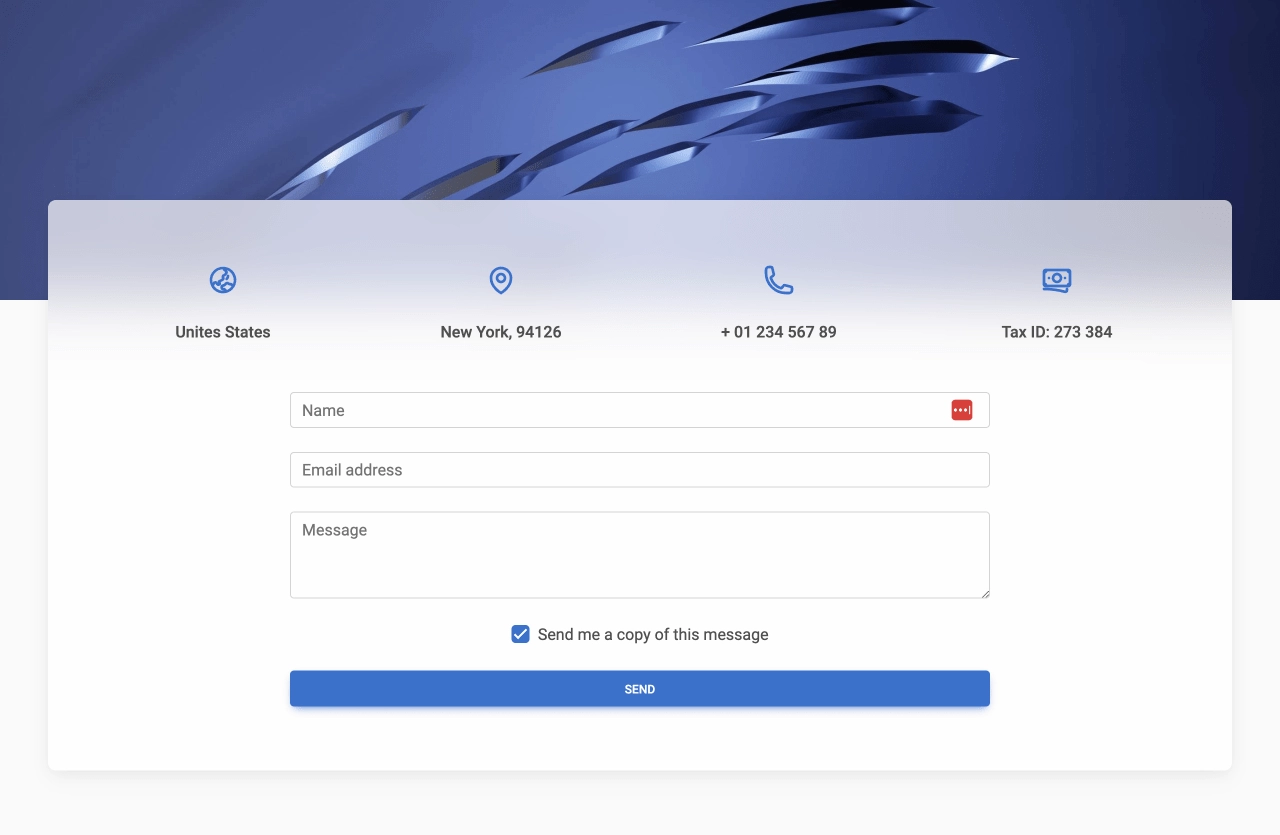 Unites States
New York, 94126
+ 01 234 567 89
Tax ID: 273 384
Name
Email address
Message
Send me a copy of this message
SEND